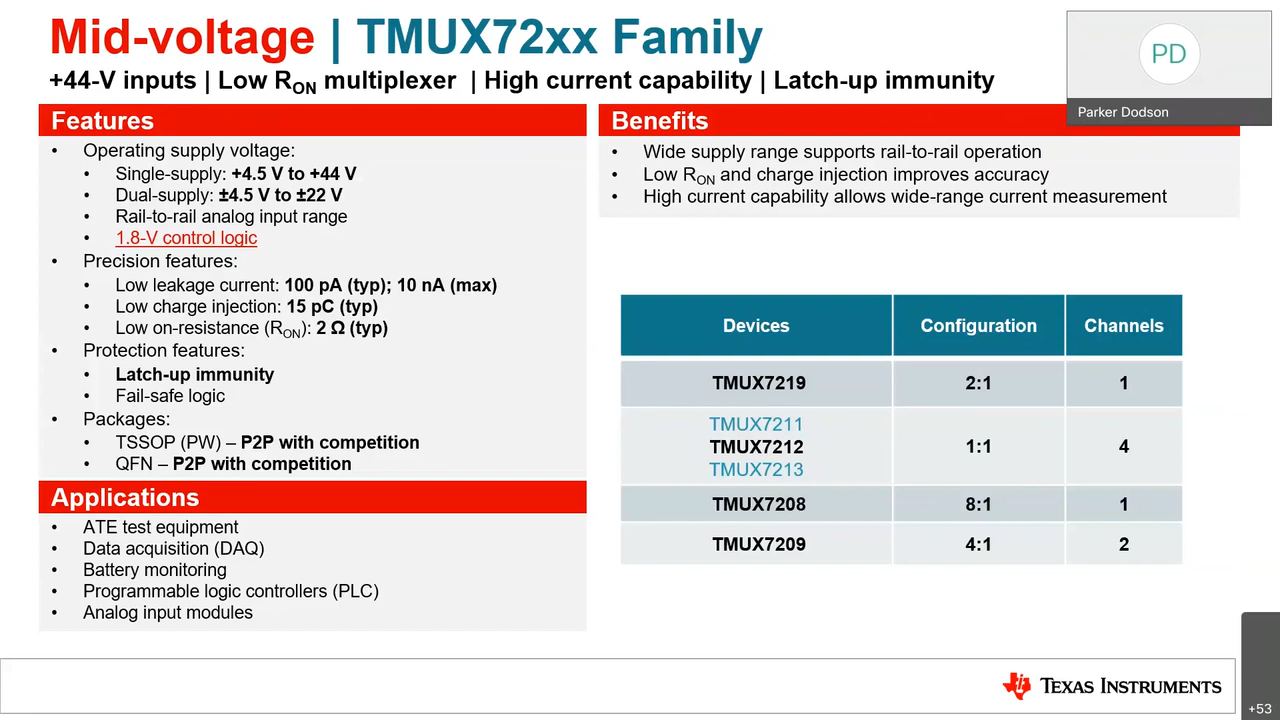 Mid-voltage | TMUX72xx Family
+44-V inputs | Low RON multiplexer | High current capability | Latch-up immunity
PD
Parker Dodson
Features
• Operating supply voltage:
• Single-supply: +4.5 V to +44 V
• Dual-supply: ±4.5 V to ±22 V
• Rail-to-rail analog input range
• 1.8-V control logic
• Precision features:
• Low leakage current: 100 pA (typ); 10 nA (max)
• Low charge injection: 15 pC (typ)
• Low on-resistance (RON): 2 Ω (typ)
• Protection features:
• Latch-up immunity
• Fail-safe logic
• Packages:
• TSSOP (PW) – P2P with competition
• QFN – P2P with competition
Applications
• ATE test equipment
• Data acquisition (DAQ)
• Battery monitoring
• Programmable logic controllers (PLC)
• Analog input modules
Benefits
• Wide supply range supports rail-to-rail operation
• Low RON and charge injection improves accuracy
• High current capability allows wide-range current measurement
Devices Configuration Channels
TMUX7219 2:1 1
TMUX7211
TMUX7212 1:1 4
TMUX7213
TMUX7208 8:1 1
TMUX7209 4:1 2
TEXAS INSTRUMENTS
+53